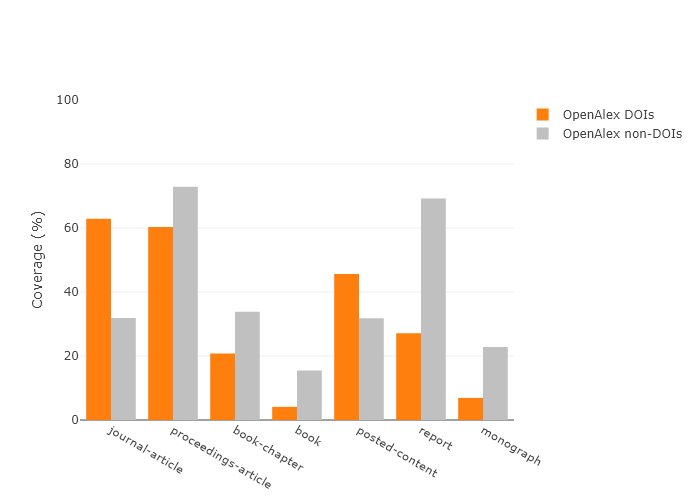 100
80
60
40
20
0
Coverage (%)
journal-article
proceedings-article
book-chapter
book
posted-content
report
monograph
OpenAlex DOIs
OpenAlex non-DOIs